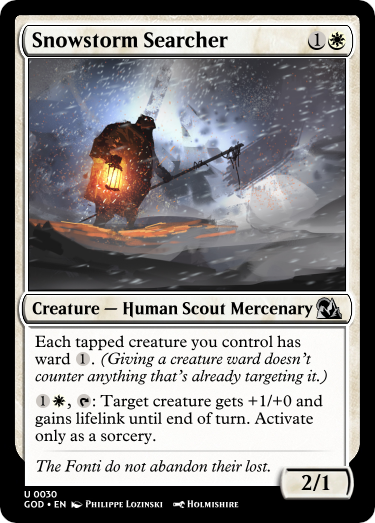 Snowstorm Searcher 1
Creature — Human Scout Mercenary
Each tapped creature you control has
ward 1. (Giving a creature ward doesn't
counter anything that's already targeting it.)
1 , : Target creature gets +1/+0 and
gains lifelink until end of turn. Activate
only as a sorcery.
The Fonti do not abandon their lost.
2/1
U 0030
GOD • EN Philippe Lozinski Holmishire